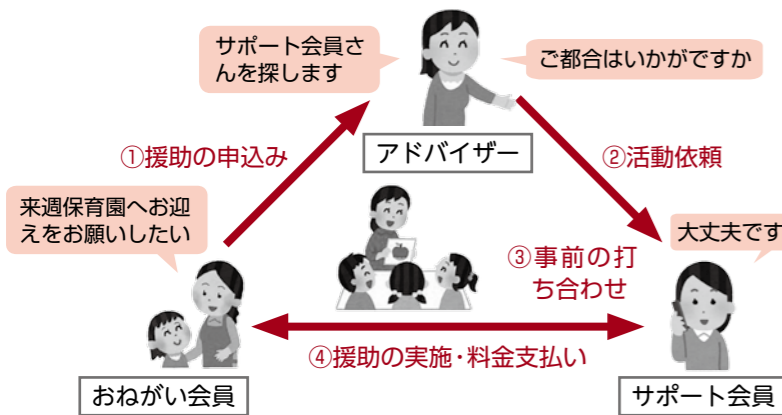 サポート会員さ
んを探します
ご都合はいかがですか
①援助の申込み
アドバイザー
②活動依頼
来週保育園へお迎
えをお願いしたい
大丈夫です
③事前の打
ち合わせ
④援助の実施・料金支払い
おねがい会員
サポート会員